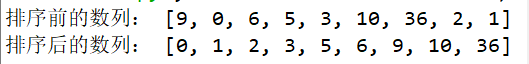 排序前的数列： [9, 0, 6, 5, 3, 10, 36, 2, 1]
排序后的数列： [0, 1, 2, 3, 5, 6, 9, 10, 36]